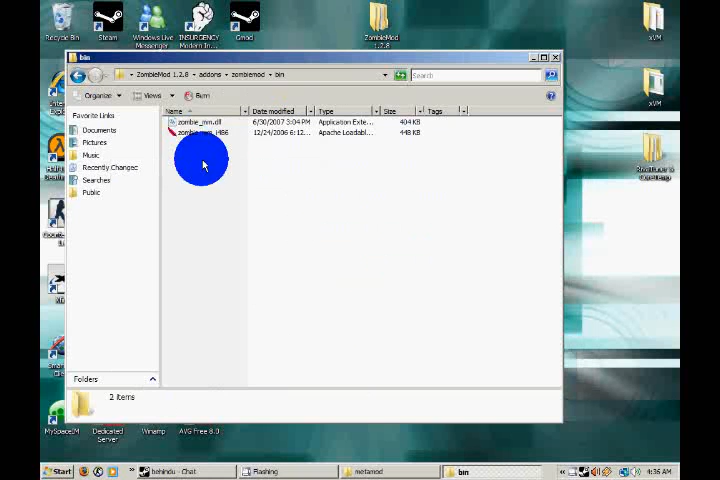 Recycle Bin
Steam
Windows Live
Messenger
INSURGENCY
Modern In...
Gmod
ZombieMod
1.2.8
xVM
xVM
bin
ZombieMod 1.2.8 addons zombiemod bin
Search
Organize Views Burn
Favorite Links
Documents
Pictures
Music
Recently Changed
Searches
Public
Name Date modified Type Size Tags
zombie_mm.dll 6/30/2007 3:04 PM Application Exte... 404 KB
zombie_mm_i486 12/24/2006 6:12... Apache Loadabl... 448 KB
Folders
2 items
MySpaceIM
Dedicated
Server
Winamp
AVG Free 8.0
Start
behindu - Chat
Flashing
metamod
bin
4:36 AM